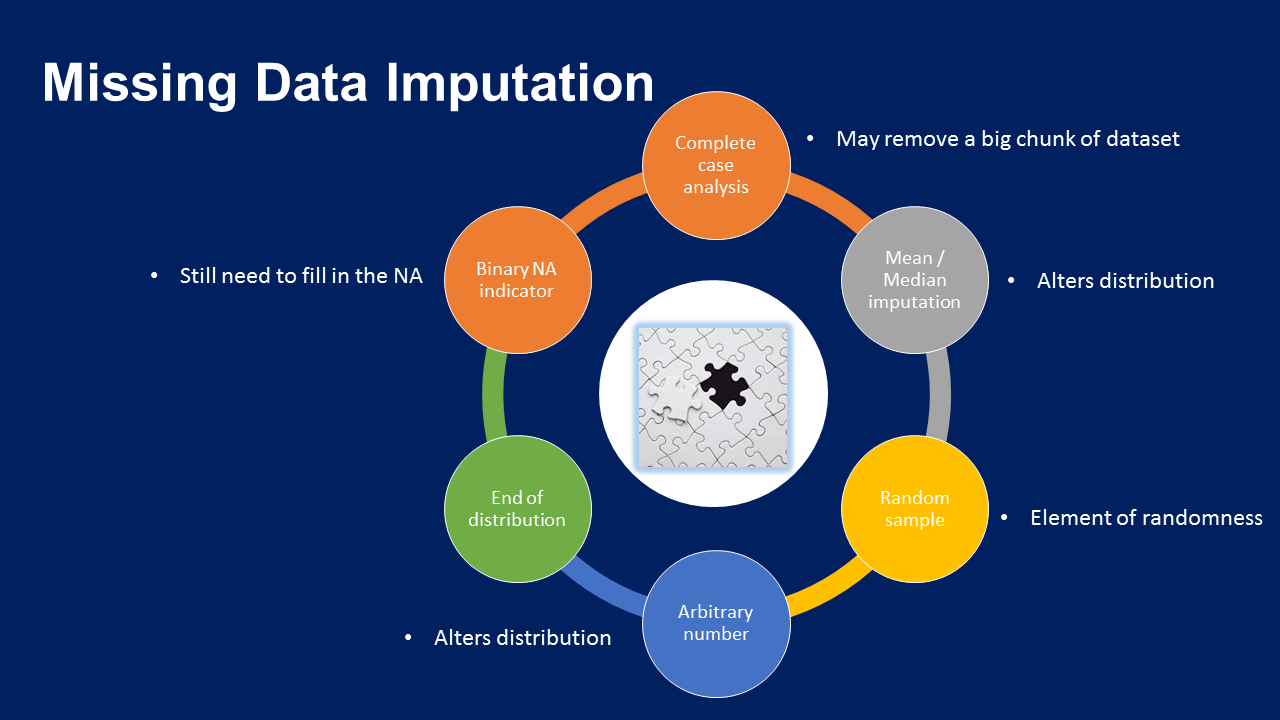 Missing Data Imputation
Complete
case
analysis
• May remove a big chunk of dataset
Mean /
Median
imputation
• Alters distribution
Random
sample
• Element of randomness
Arbitrary
number
• Alters distribution
End of
distribution
Binary NA
indicator
• Still need to fill in the NA